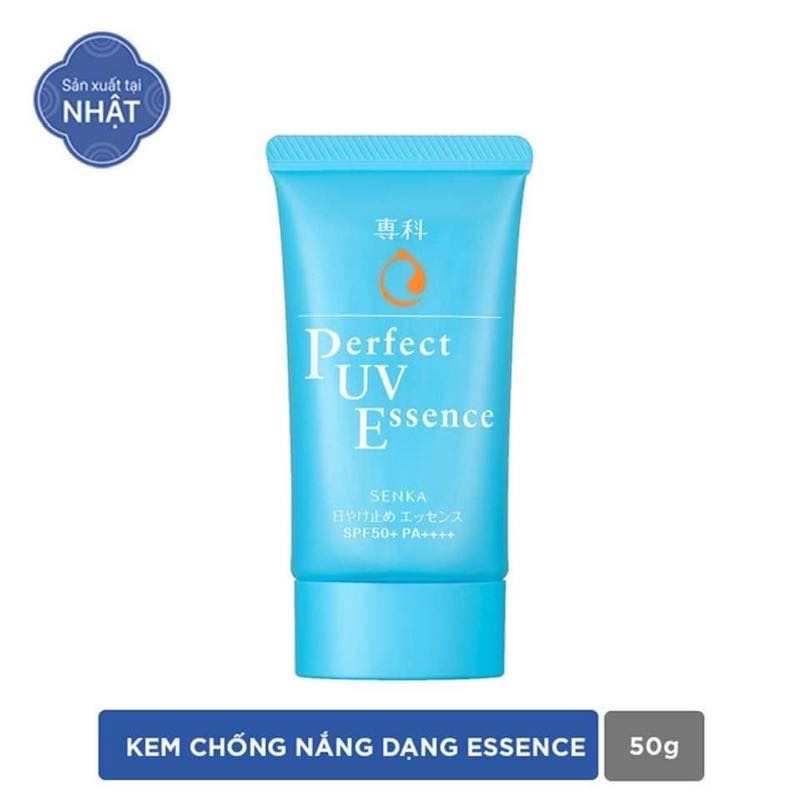 Sản xuất tại
NHẬT
専科
Perfect
UV
Essence
SENKA
日やけ止め エッセンス
SPF50+ PA++++
KEM CHỐNG NẮNG DẠNG ESSENCE
50g